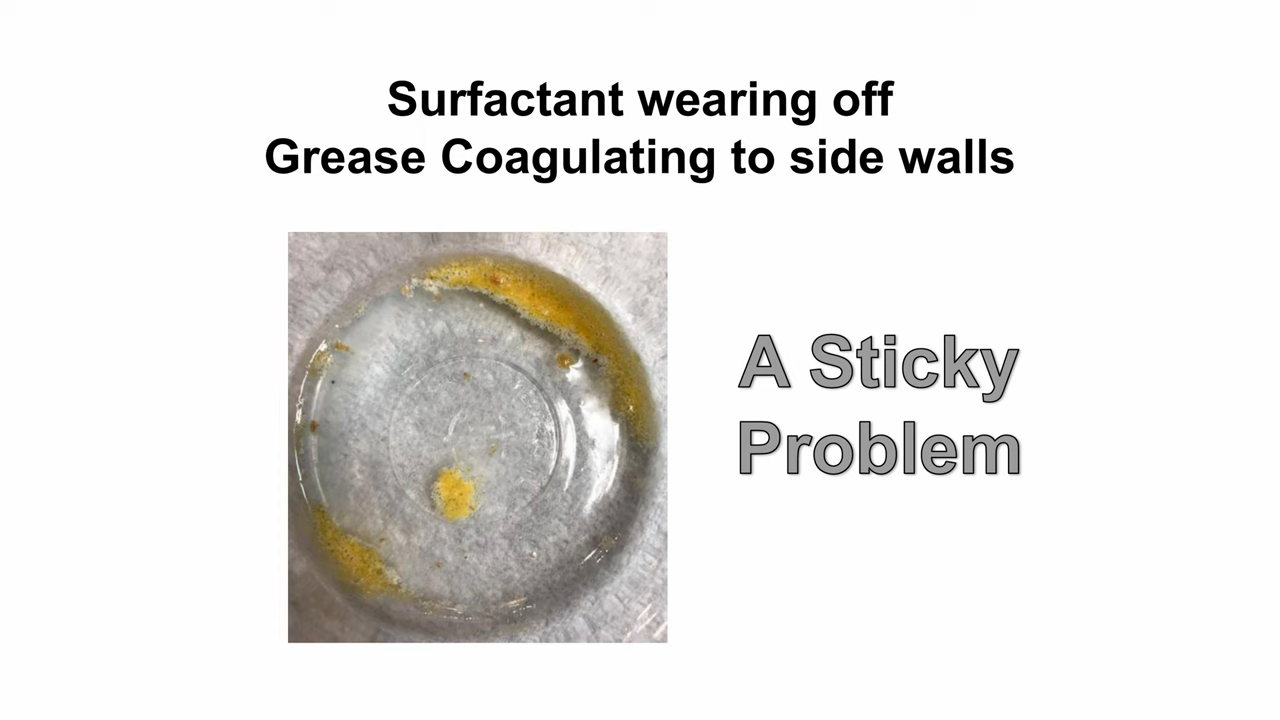 Surfactant wearing off
Grease Coagulating to side walls
A Sticky
Problem